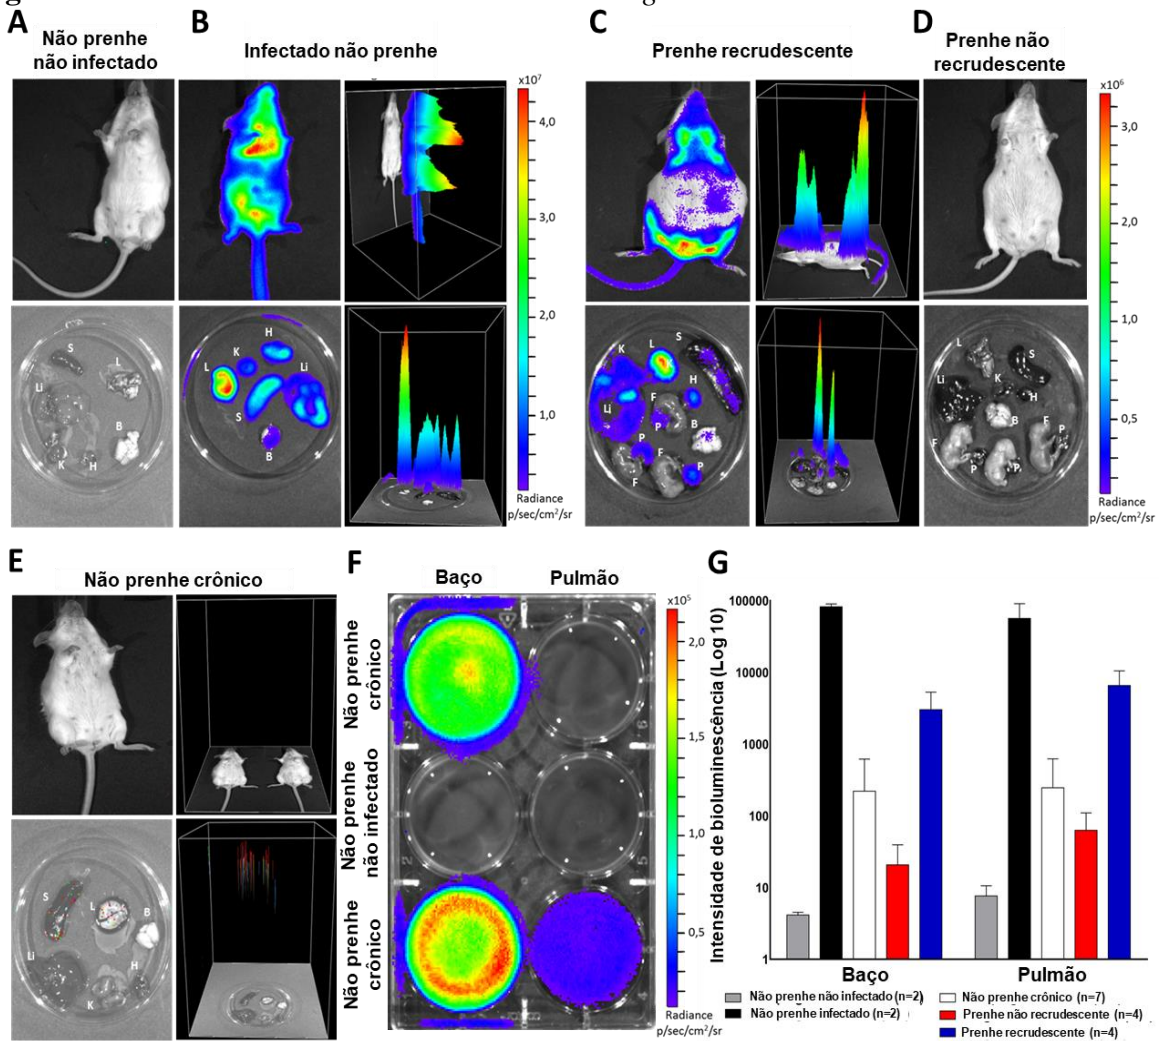 A
Não prenhe
não infectado
B
Infectado não prenhe
C
Prenhe recrudescente
D
Prenhe não
recrudescente
x10⁷
4,0
3,0
2,0
1,0
Radiance
p/sec/cm²/sr
x10⁶
3,0
2,0
1,0
0,5
Radiance
p/sec/cm²/sr
S
L
Li
B
K
H
H
K
L
Li
S
B
K
L
S
H
Li
F
P
B
P
F
F
P
L
S
Li
K
H
B
F
F
P
P
P
E
Não prenhe crônico
S
L
B
Li
H
K
F
Baço
Pulmão
Não prenhe
crônico
Não prenhe
não infectado
Não prenhe
crônico
x10⁵
2,0
1,5
1,0
0,5
Radiance
p/sec/cm²/sr
G
Intensidade de bioluminescência (Log 10)
100000
10000
1000
100
10
1
Baço
Pulmão
Não prenhe não infectado (n=2)
Não prenhe infectado (n=2)
Não prenhe crônico (n=7)
Prenhe não recrudescente (n=4)
Prenhe recrudescente (n=4)